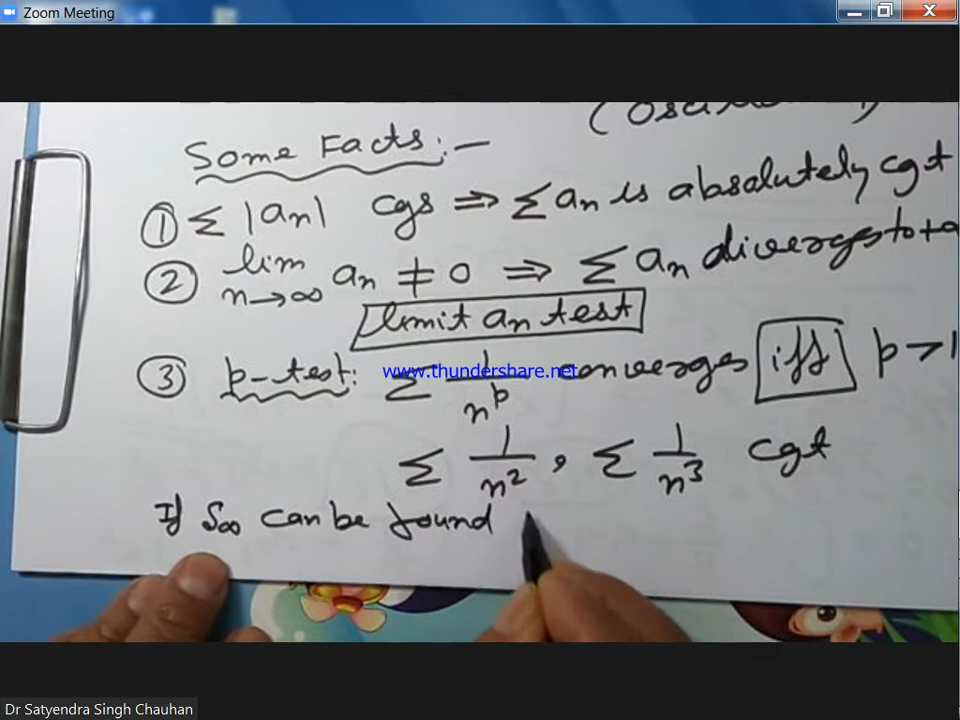 Zoom Meeting
Some Facts:-
① Σ |an| cgs ⇒ Σ an is absolutely cgt
② lim n→∞ an ≠ 0 ⇒ Σ an diverges to +
limit an test
③ p-test: Σ 1/n^p converges iff p > 1
www.thundershare.net
Σ 1/n², Σ 1/n³ cgt
If S∞ can be found
Dr Satyendra Singh Chauhan